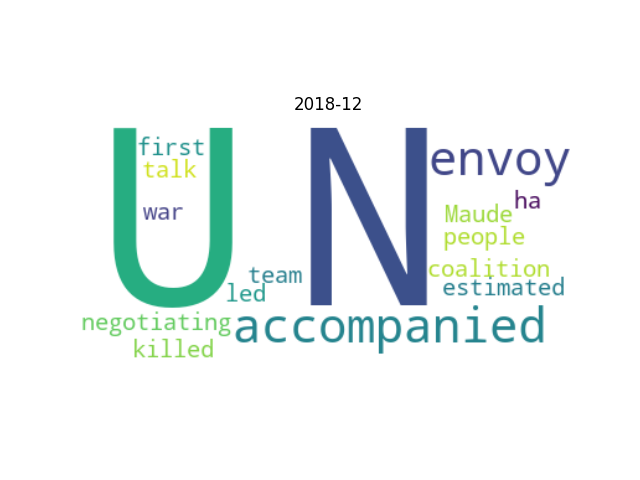 2018-12
U N
first
talk
war
envoy
ha
Maude
people
coalition
estimated
team
led
negotiating
accompanied
killed